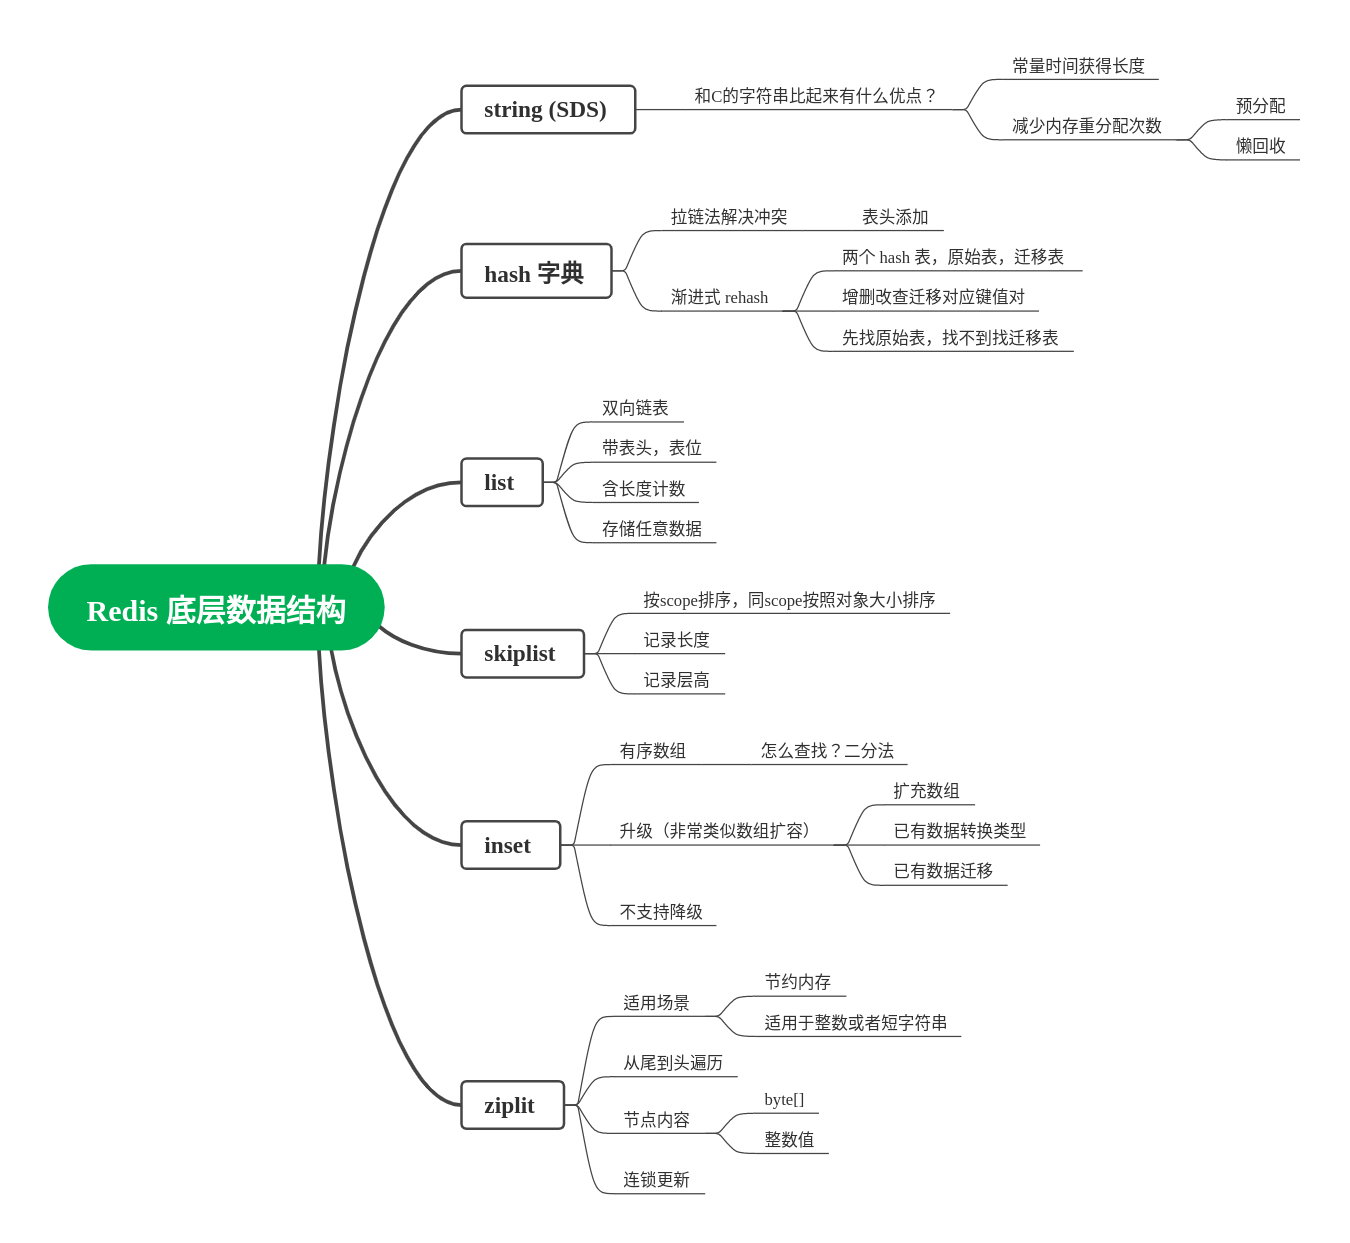 Redis 底层数据结构
string (SDS)
和C的字符串比起来有什么优点？
常量时间获得长度
减少内存重分配次数
预分配
懒回收
hash 字典
拉链法解决冲突
表头添加
渐进式 rehash
两个 hash 表，原始表，迁移表
增删改查迁移对应键值对
先找原始表，找不到找迁移表
list
双向链表
带表头，表位
含长度计数
存储任意数据
skiplist
按scope排序，同scope按照对象大小排序
记录长度
记录层高
inset
有序数组
怎么查找？二分法
升级（非常类似数组扩容）
扩充数组
已有数据转换类型
已有数据迁移
不支持降级
ziplit
适用场景
节约内存
适用于整数或者短字符串
从尾到头遍历
节点内容
byte[]
整数值
连锁更新